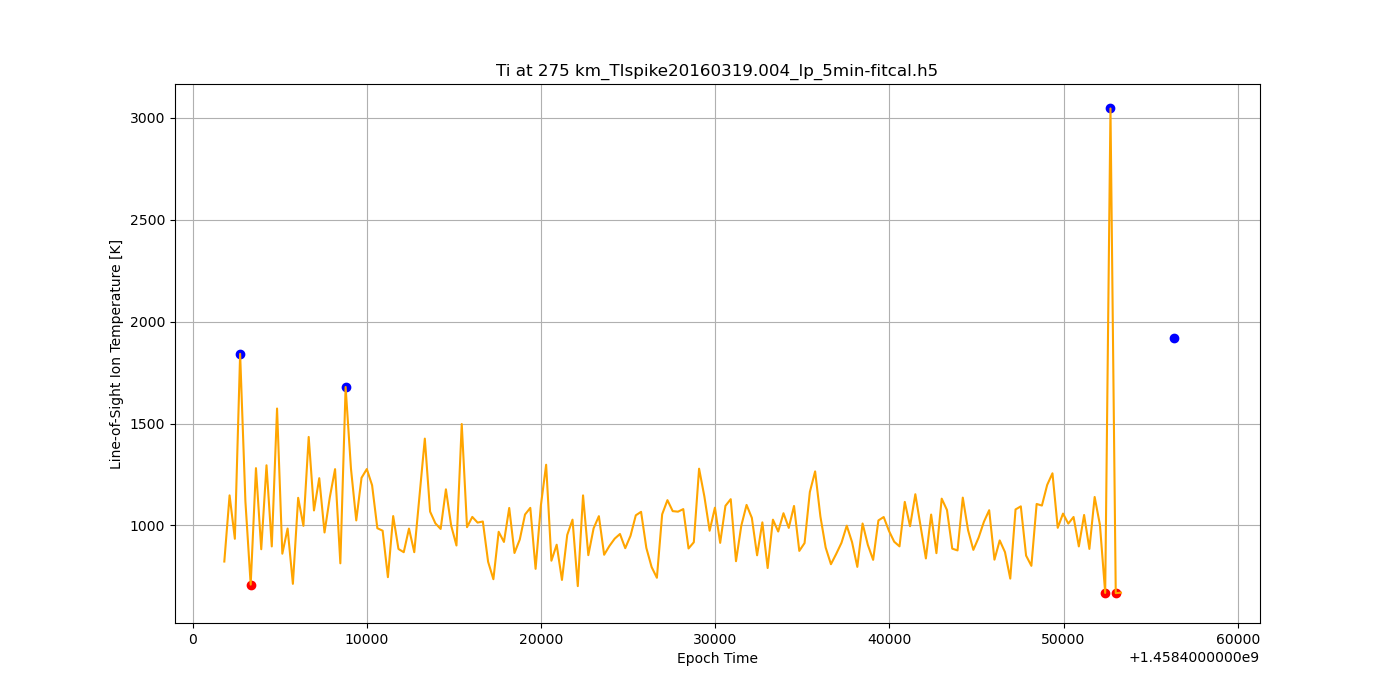 Ti at 275 km_TIspike20160319.004_lp_5min-fitcal.h5
Line-of-Sight Ion Temperature [K]
3000
2500
2000
1500
1000
0 10000 20000 30000 40000 50000 60000
Epoch Time
+1.4584000000e9